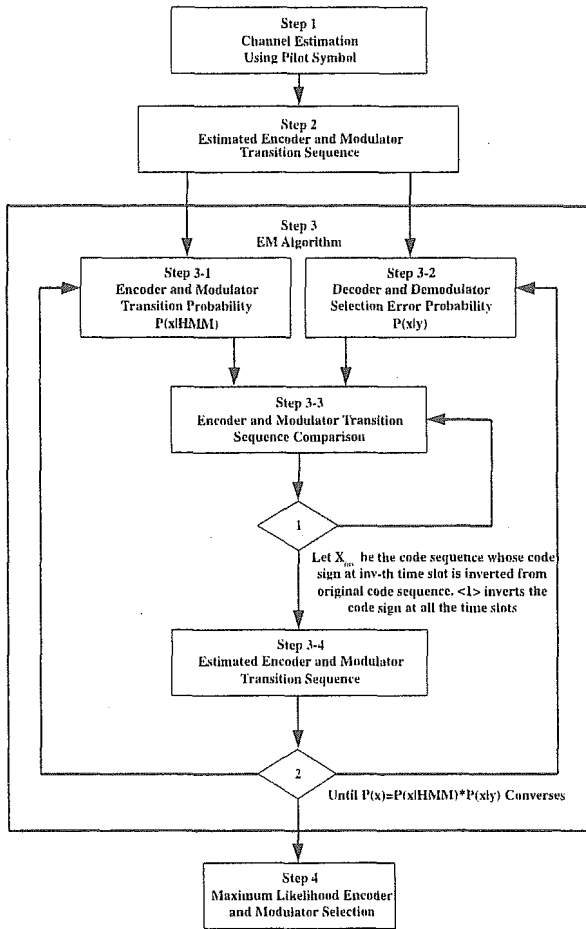 Step 1
Channel Estimation
Using Pilot Symbol
Step 2
Estimated Encoder and Modulator
Transition Sequence
Step 3
EM Algorithm
Step 3-1
Encoder and Modulator
Transition Probability
P(x|HMM)
Step 3-2
Decoder and Demodulator
Selection Error Probability
P(x|y)
Step 3-3
Encoder and Modulator Transition
Sequence Comparison
1
Let X be the code sequence whose code
sign at inv-th time slot is inverted from
original code sequence. <1> inverts the
code sign at all the time slots
Step 3-4
Estimated Encoder and Modulator
Transition Sequence
2
Until P(x)=P(x|HMM)*P(x|y) Converses
Step 4
Maximum Likelihood Encoder
and Modulator Selection